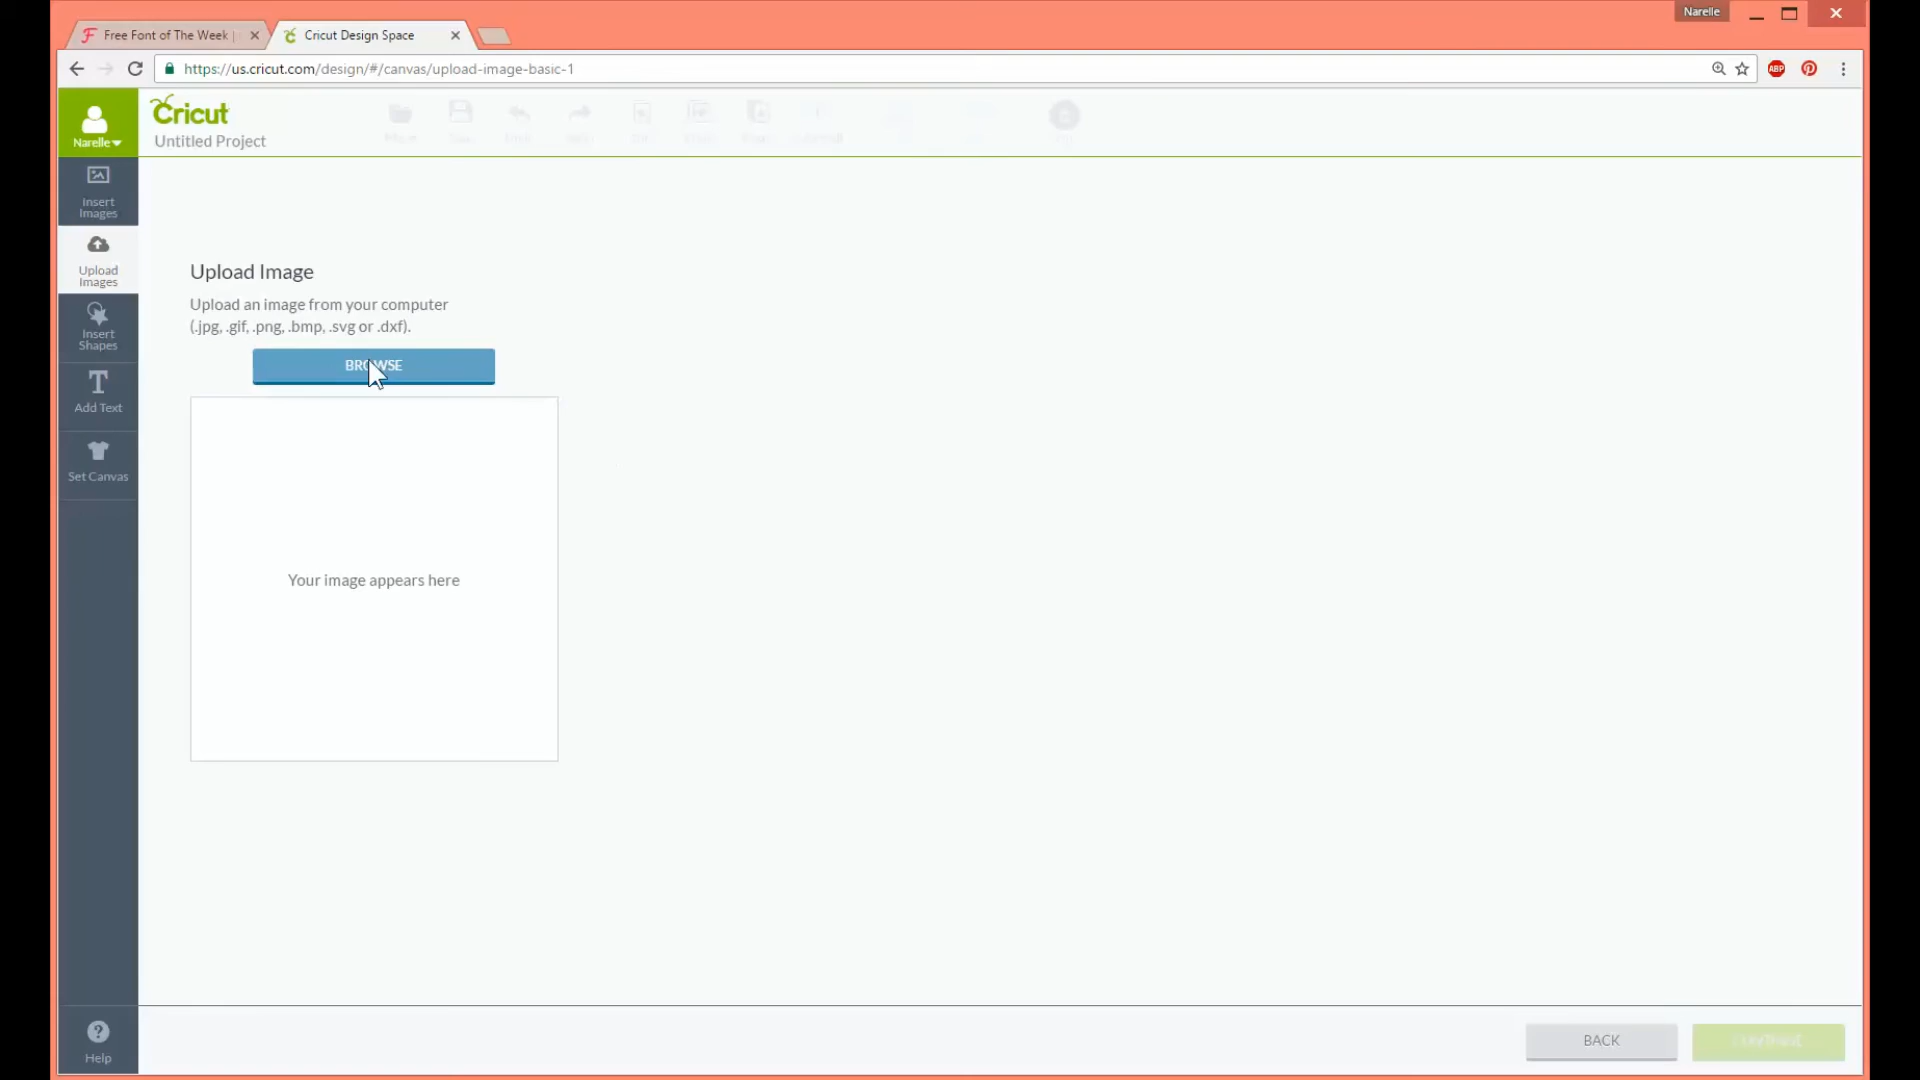 Narelle
Free Font of The Week |
Cricut Design Space
https://us.cricut.com/design/#/canvas/upload-image-basic-1
ABP
Narelle
Cricut
Untitled Project
Insert
Images
Upload
Images
Insert
Shapes
Add Text
Set Canvas
Help
Upload Image
Upload an image from your computer
(.jpg, .gif, .png, .bmp, .svg or .dxf).
BROWSE
Your image appears here
BACK